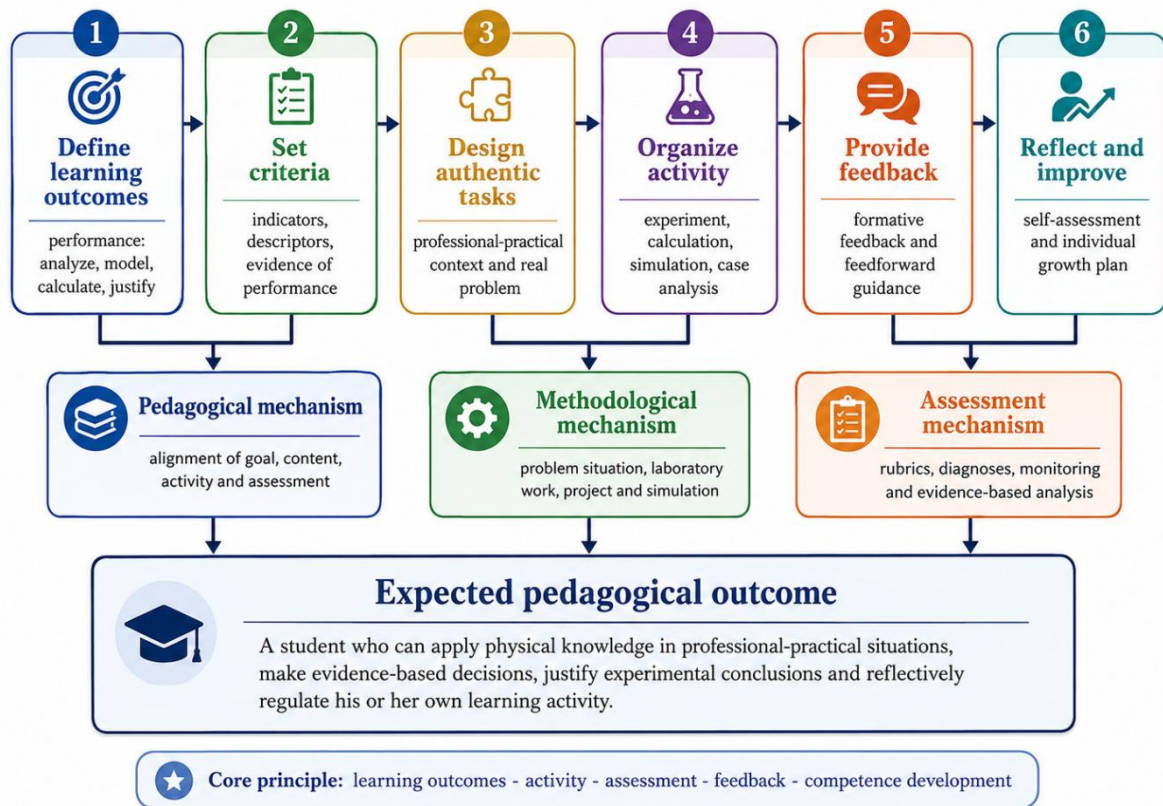 1
Define
learning
outcomes
performance:
analyze, model,
calculate, justify
2
Set
criteria
indicators,
descriptors,
evidence of
performance
3
Design
authentic
tasks
professional-practical
context and real
problem
4
Organize
activity
experiment,
calculation,
simulation, case
analysis
5
Provide
feedback
formative
feedback and
feedforward
guidance
6
Reflect and
improve
self-assessment
and individual
growth plan
Pedagogical mechanism
alignment of goal, content,
activity and assessment
Methodological
mechanism
problem situation, laboratory
work, project and simulation
Assessment
mechanism
rubrics, diagnoses, monitoring
and evidence-based analysis
Expected pedagogical outcome
A student who can apply physical knowledge in professional-practical situations,
make evidence-based decisions, justify experimental conclusions and reflectively
regulate his or her own learning activity.
Core principle: learning outcomes - activity - assessment - feedback - competence development